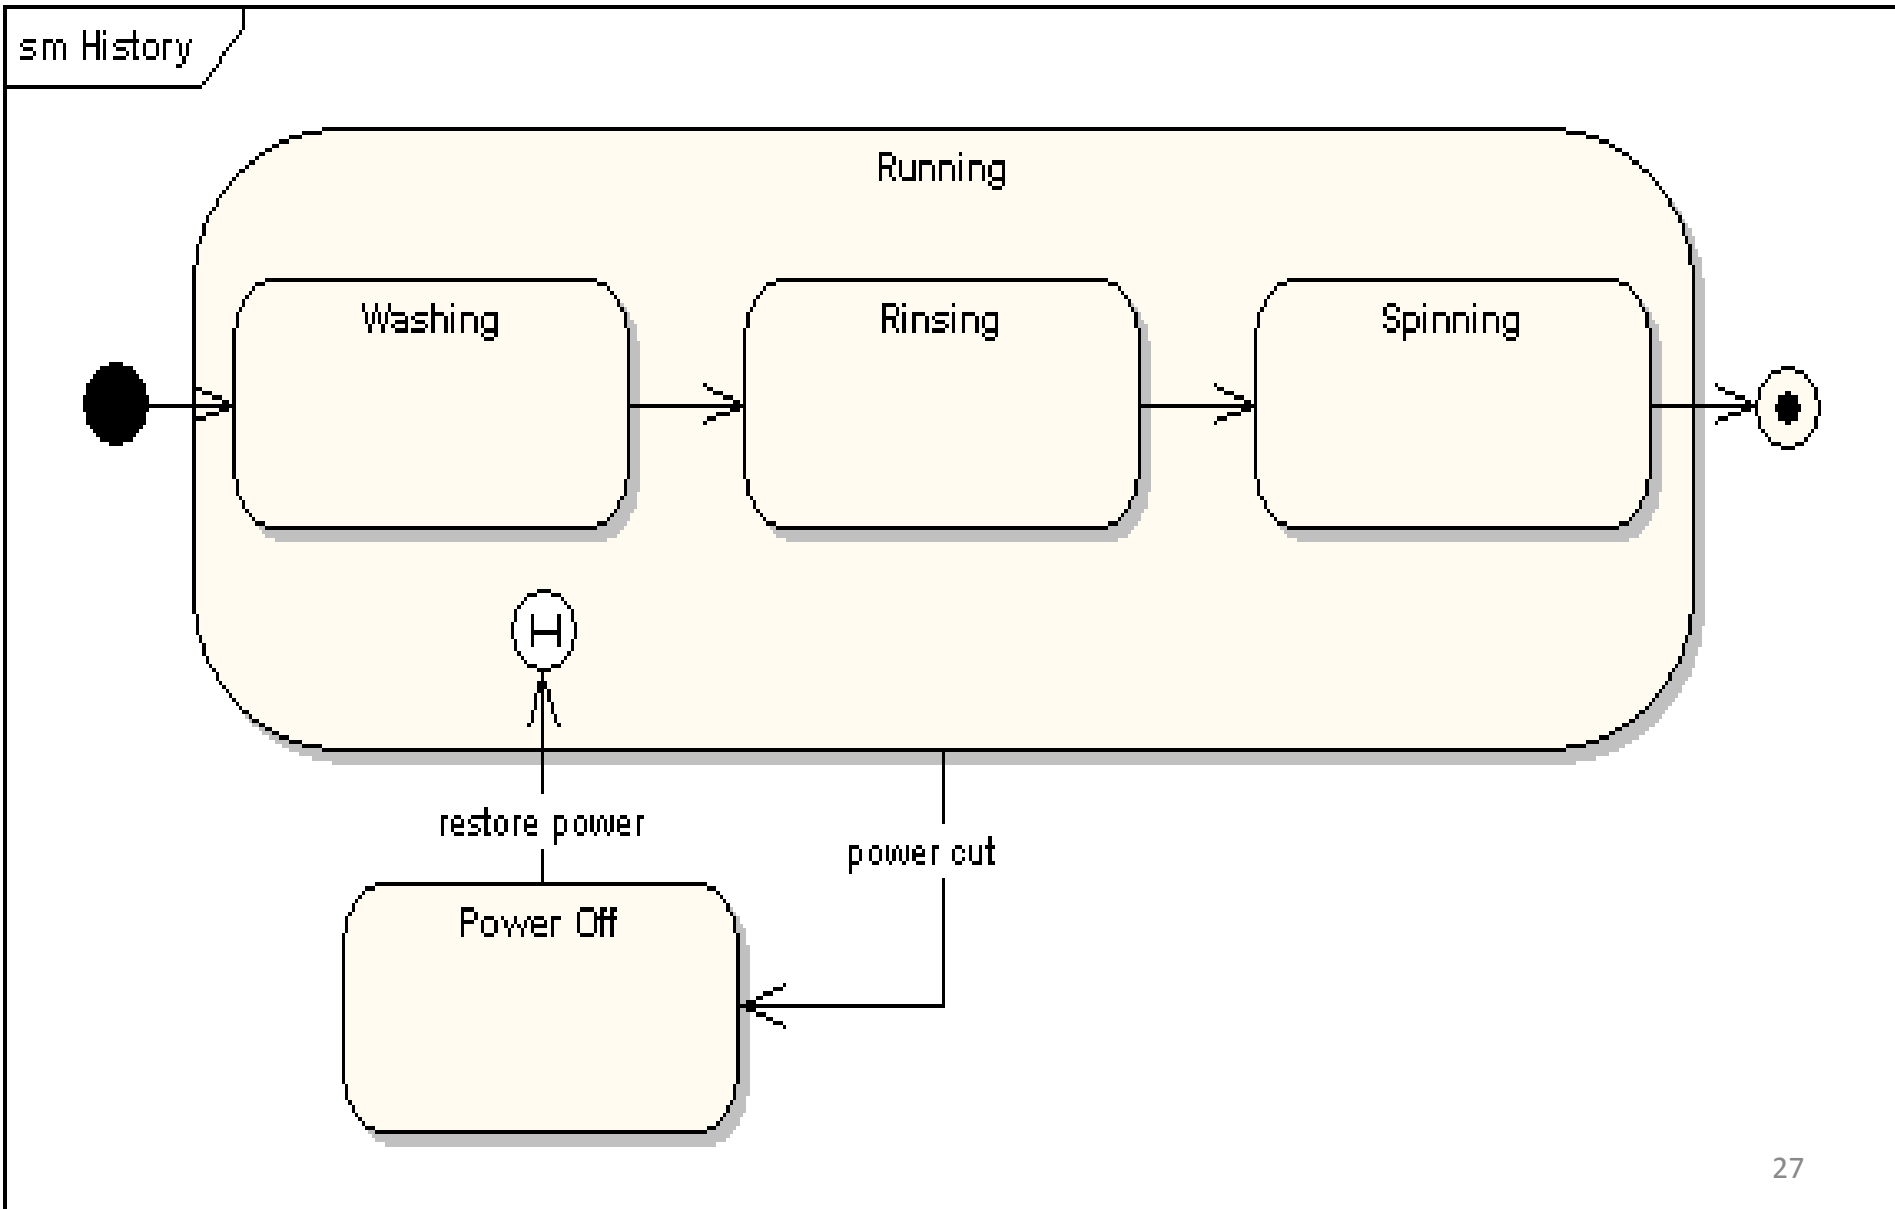 sm History
Running
Washing
Rinsing
Spinning
H
restore power
power cut
Power Off
27